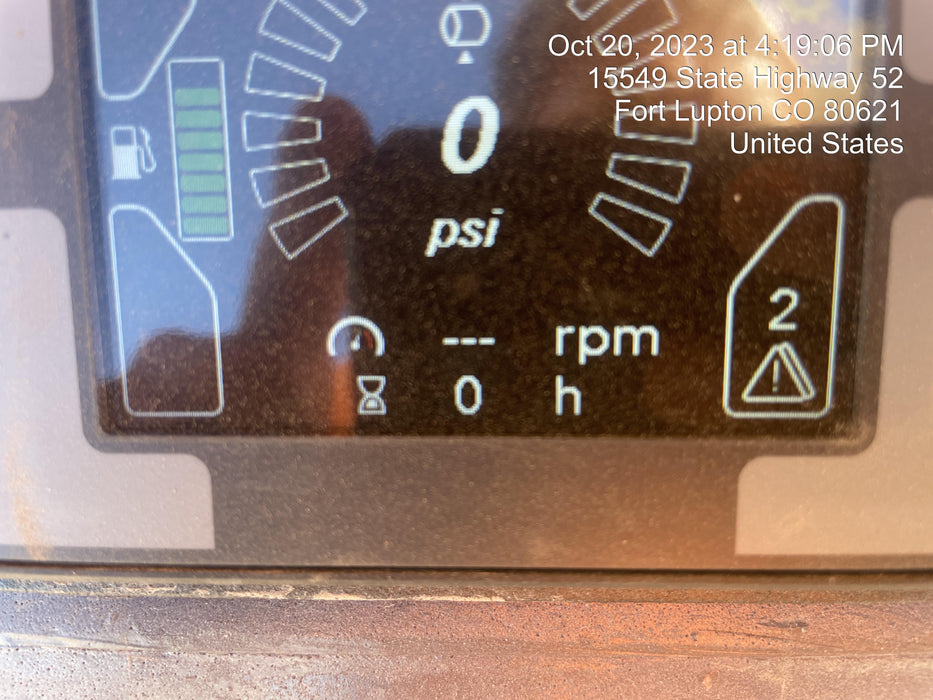 Oct 20, 2023 at 4:19:06 PM
15549 State Highway 52
Fort Lupton CO 80621
United States
0
psi
2
--- rpm
0 h